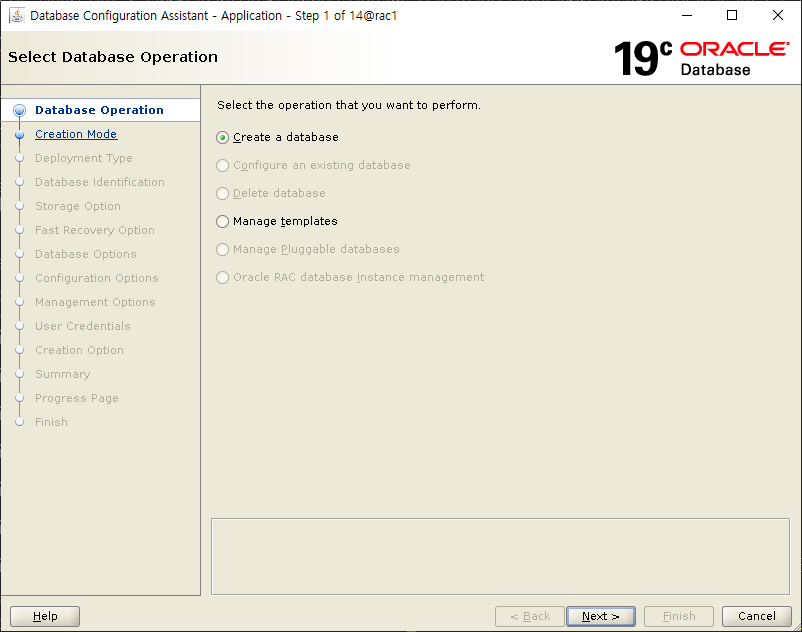 Database Configuration Assistant - Application - Step 1 of 14@rac1
Select Database Operation
19c ORACLE
Database
Database Operation
Creation Mode
Deployment Type
Database Identification
Storage Option
Fast Recovery Option
Database Options
Configuration Options
Management Options
User Credentials
Creation Option
Summary
Progress Page
Finish
Select the operation that you want to perform.
Create a database
Configure an existing database
Delete database
Manage templates
Manage Pluggable databases
Oracle RAC database Instance management
Help
< Back
Next >
Finish
Cancel